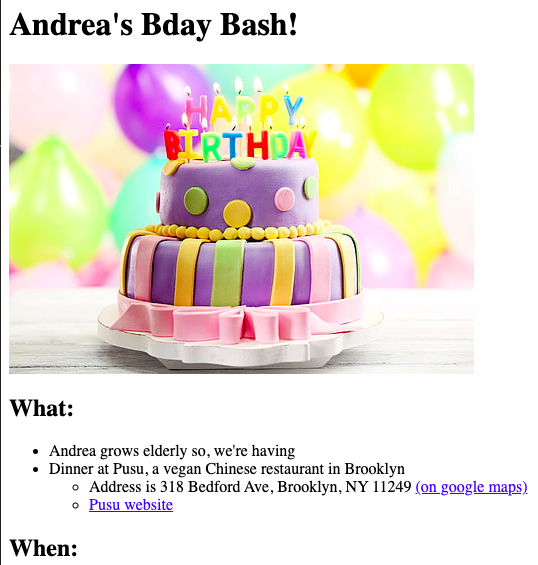 Andrea's Bday Bash!
HAPPY
BIRTHDAY
What:
Andrea grows elderly so, we're having
Dinner at Pusu, a vegan Chinese restaurant in Brooklyn
Address is 318 Bedford Ave, Brooklyn, NY 11249 (on google maps)
Pusu website
When: